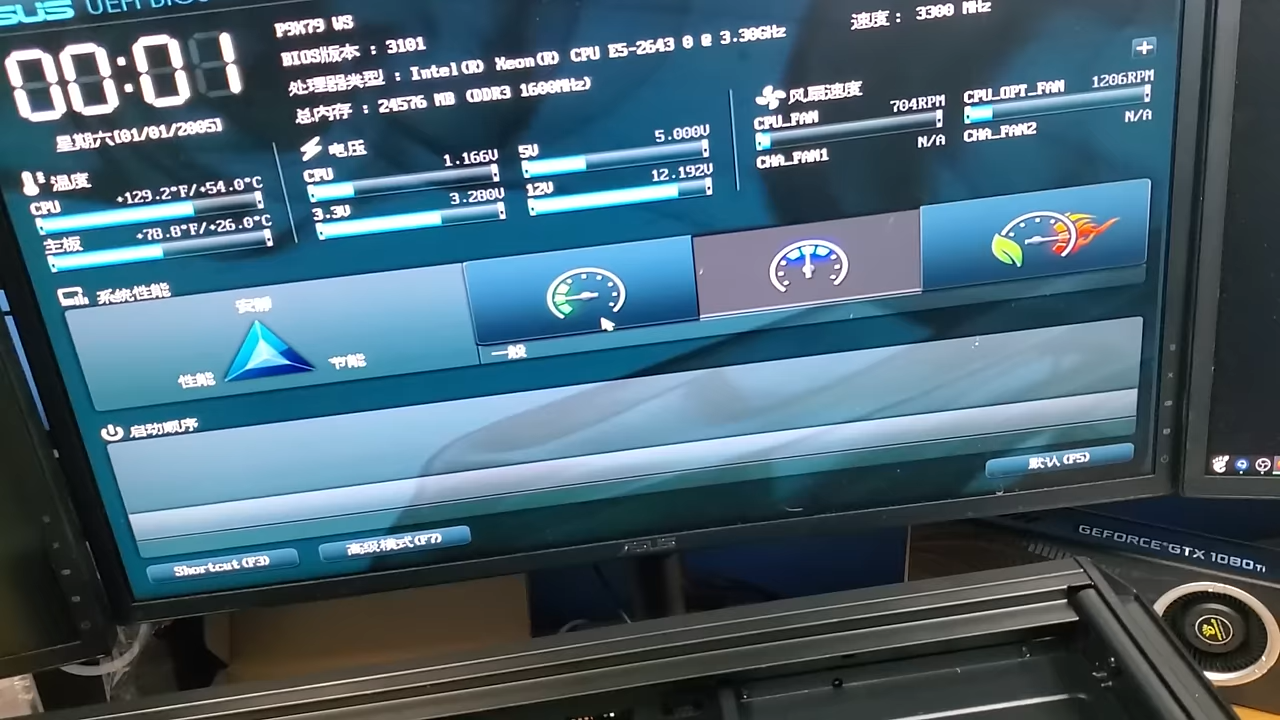 ASUS UEFI BIOS
00:01
星期六[01/01/2005]
P9X79 WS
BIOS版本 : 3101
处理器类型 : Intel(R) Xeon(R) CPU E5-2643 0 @ 3.30GHz
总内存 : 24576 MB (DDR3 1600MHz)
速度 : 3300 MHz
温度
CPU +129.2°F/+54.0°C
主板 +78.8°F/+26.0°C
电压
CPU 1.166V
5V 5.000V
3.3V 3.280V
12V 12.192V
风扇速度
CPU_FAN 704RPM
CPU_OPT_FAN 1206RPM
CHA_FAN1 N/A
CHA_FAN2 N/A
系统性能
安静
性能
节能
一般
启动顺序
默认(F5)
Shortcut(F3)
高级模式(F7)
ASUS
GEFORCE®GTX 1080 Ti